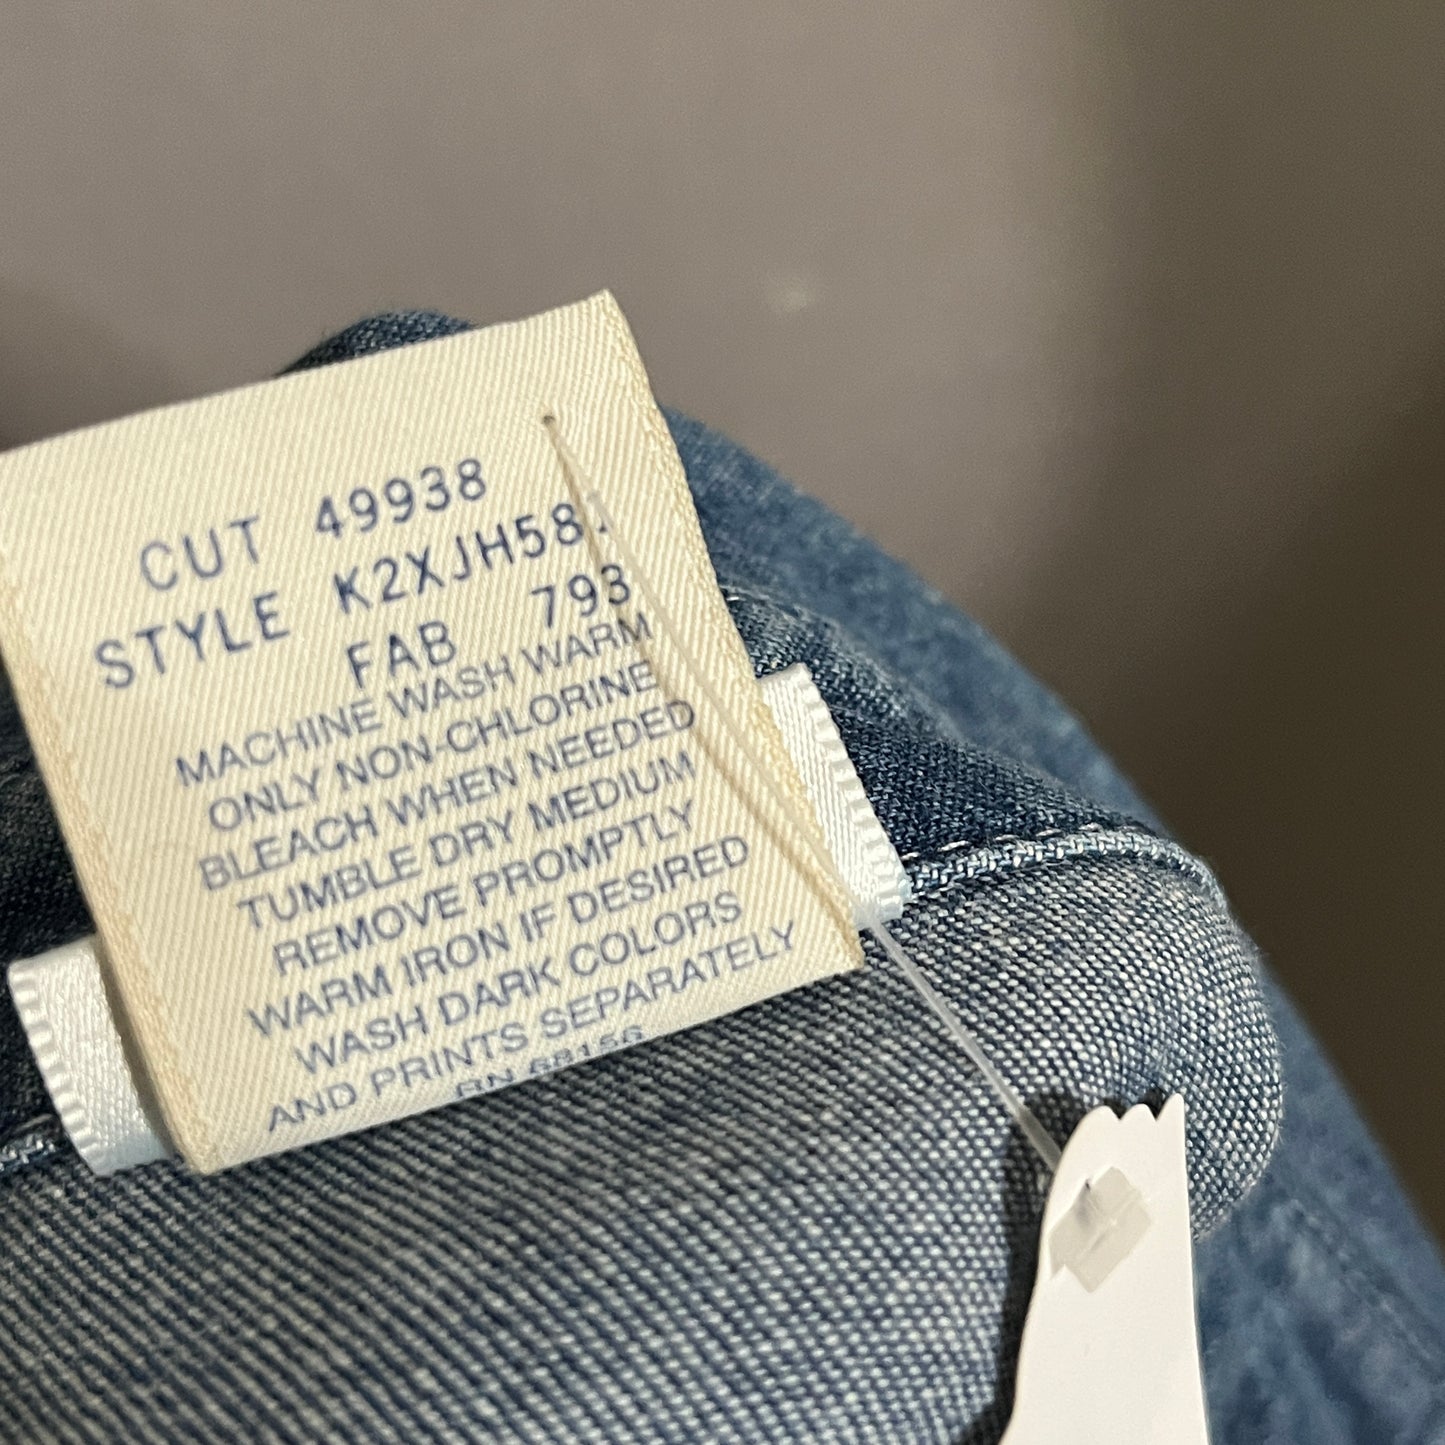 CUT 49938
STYLE
FAB 793
MACHINE WASH WARM
ONLY NON-CHLORINE
BLEACH WHEN NEEDED
TUMBLE DRY MEDIUM
REMOVE PROMPTLY
WARM IRON IF DESIRED
WASH DARK COLORS
AND PRINTS SEPARATELY
RN